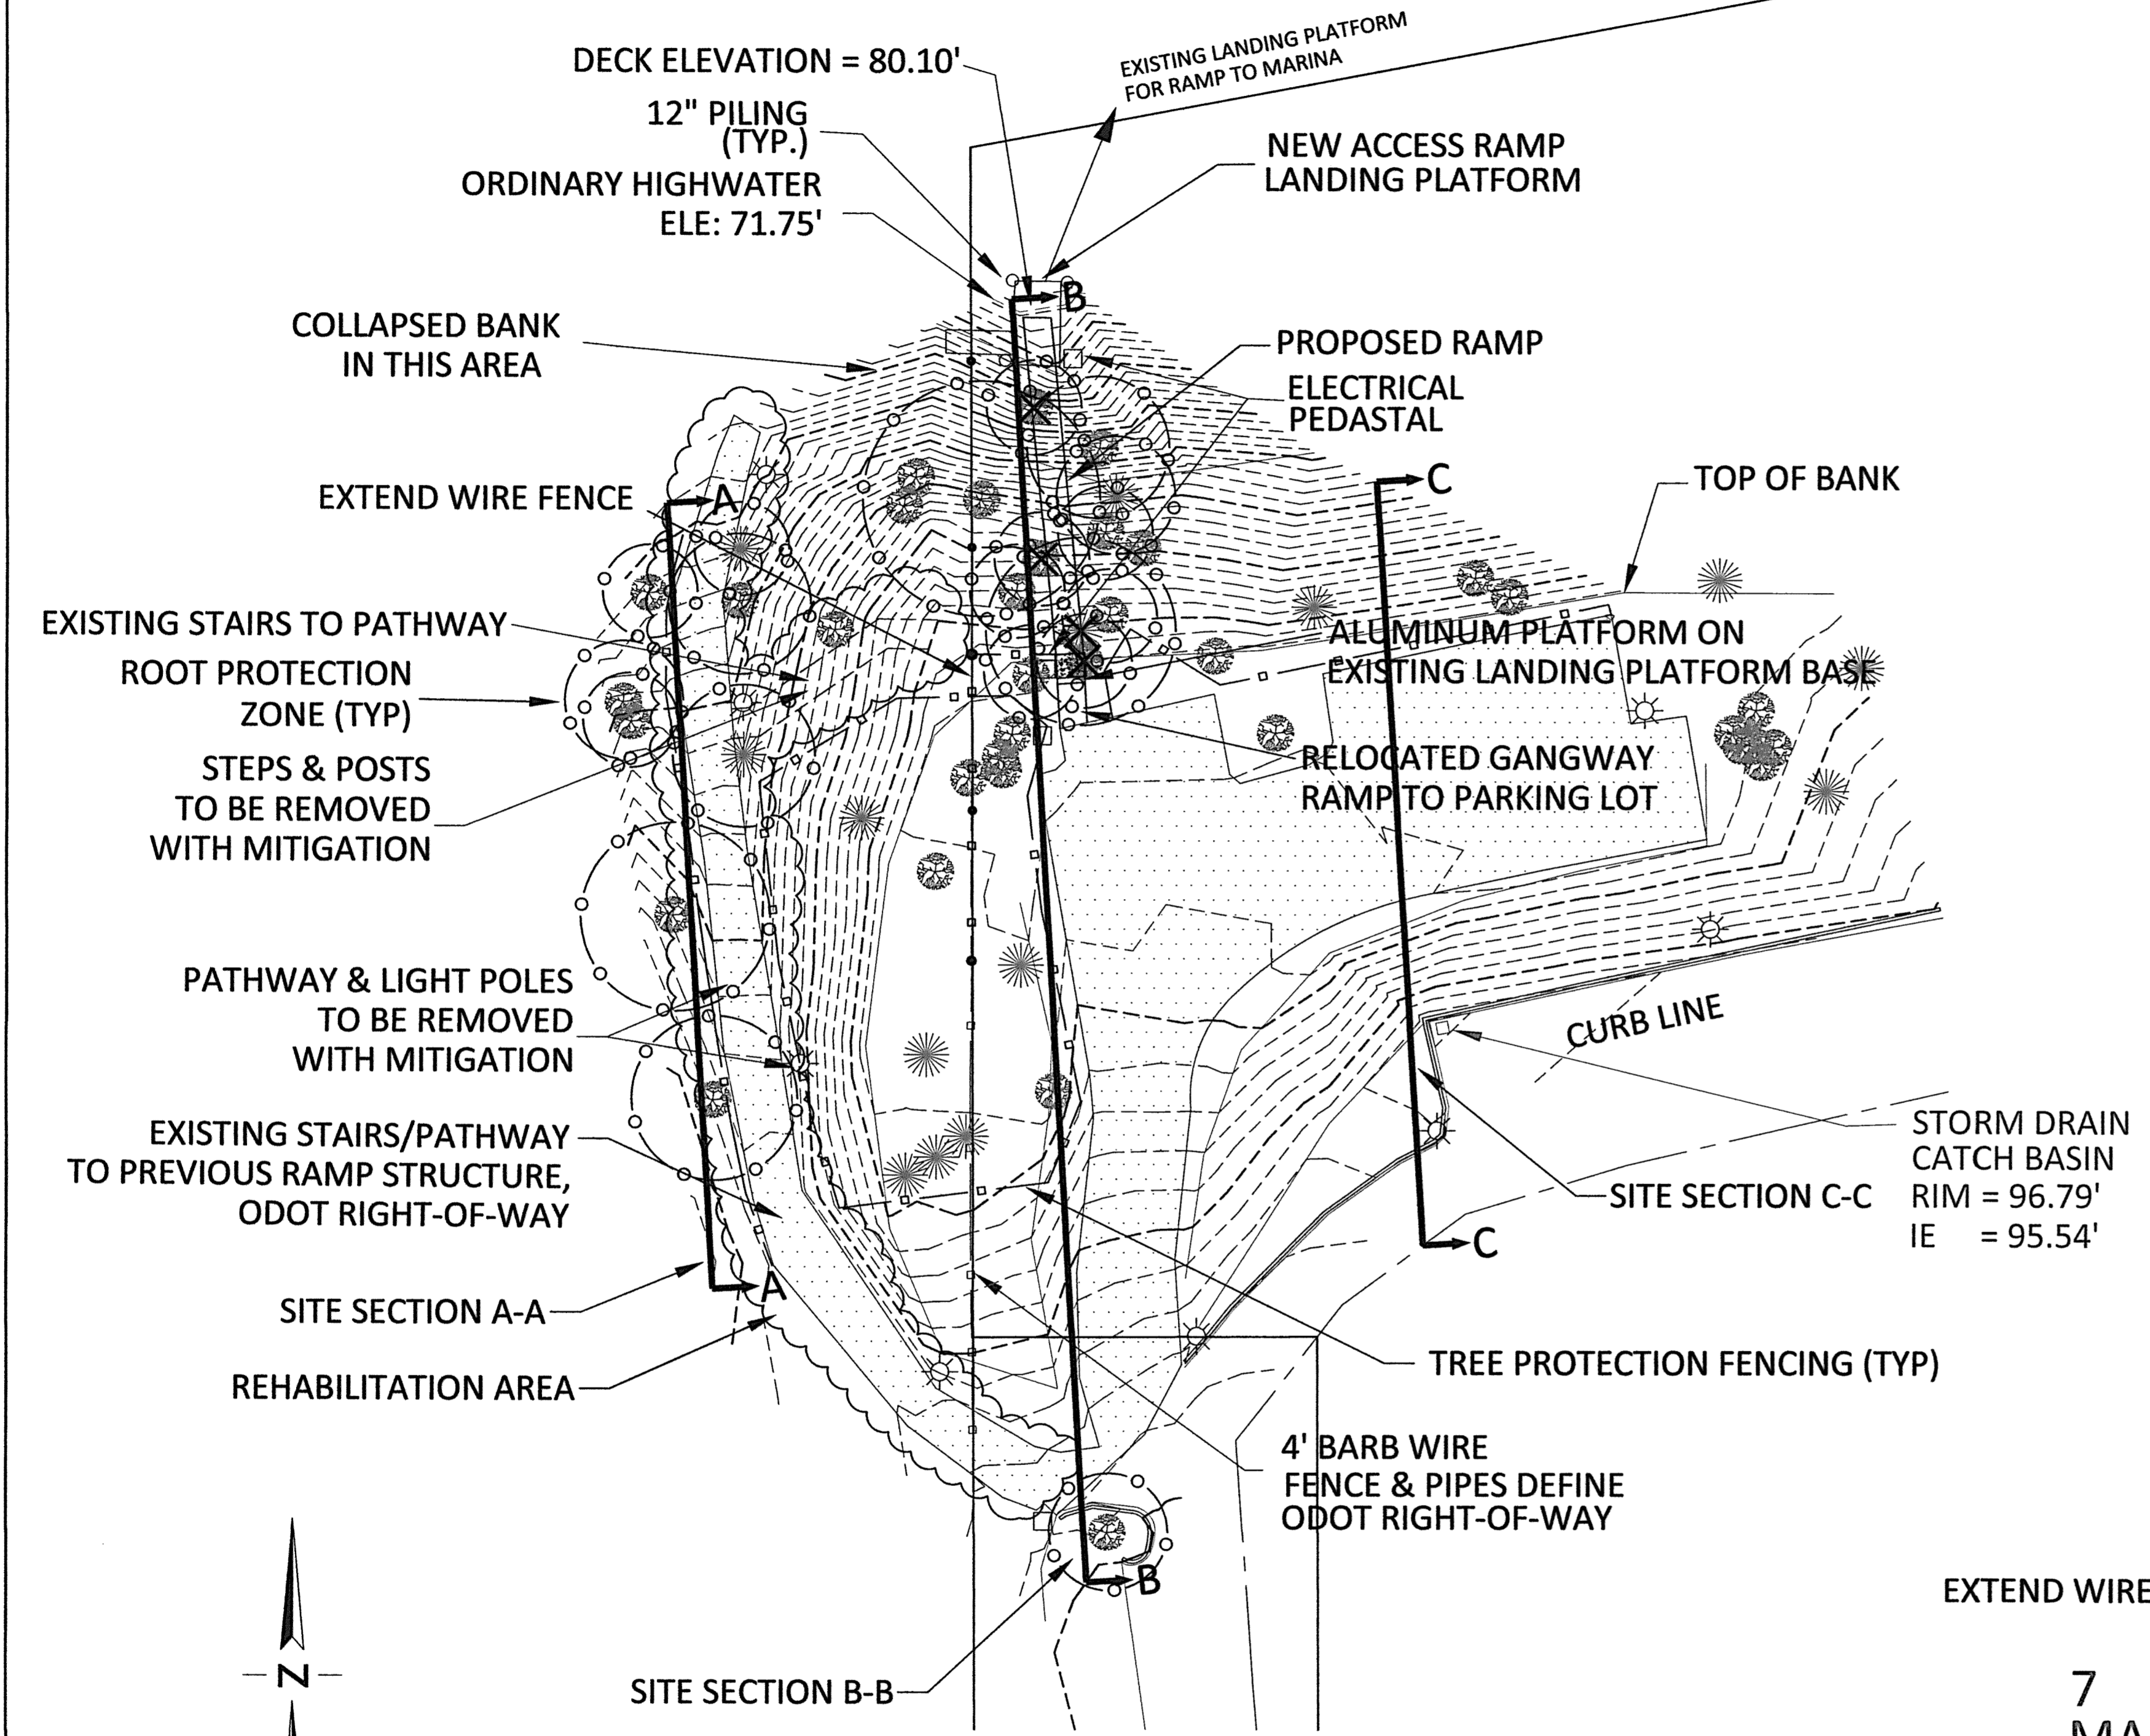 DECK ELEVATION = 80.10'
EXISTING LANDING PLATFORM
FOR RAMP TO MARINA
12" PILING
(TYP.)
ORDINARY HIGHWATER
ELE: 71.75'
NEW ACCESS RAMP
LANDING PLATFORM
B
COLLAPSED BANK
IN THIS AREA
PROPOSED RAMP
ELECTRICAL
PEDASTAL
C
TOP OF BANK
EXTEND WIRE FENCE
A
EXISTING STAIRS TO PATHWAY
ALUMINUM PLATFORM ON
EXISTING LANDING PLATFORM BASE
ROOT PROTECTION
ZONE (TYP)
STEPS & POSTS
TO BE REMOVED
WITH MITIGATION
RELOCATED GANGWAY
RAMP TO PARKING LOT
PATHWAY & LIGHT POLES
TO BE REMOVED
WITH MITIGATION
CURB LINE
EXISTING STAIRS/PATHWAY
TO PREVIOUS RAMP STRUCTURE,
ODOT RIGHT-OF-WAY
STORM DRAIN
CATCH BASIN
RIM = 96.79'
IE = 95.54'
SITE SECTION C-C
C
A
SITE SECTION A-A
REHABILITATION AREA
TREE PROTECTION FENCING (TYP)
4' BARB WIRE
FENCE & PIPES DEFINE
ODOT RIGHT-OF-WAY
B
EXTEND WIRE
N
SITE SECTION B-B
7